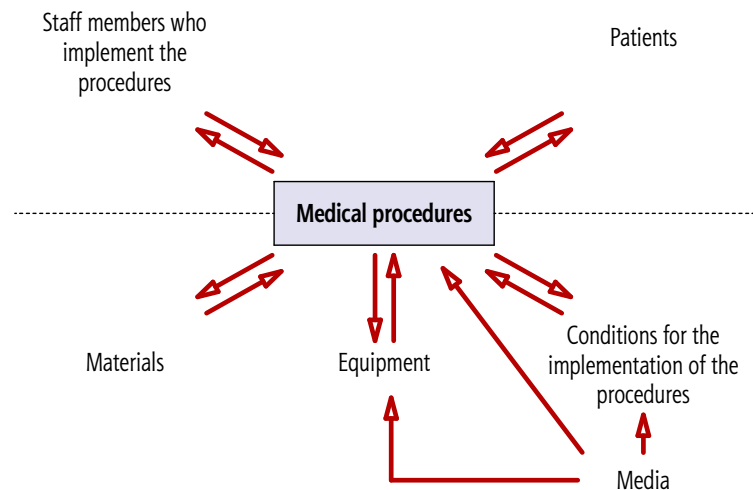 Staff members who
implement the
procedures
Patients
Medical procedures
Materials
Equipment
Conditions for the
implementation of the
procedures
Media